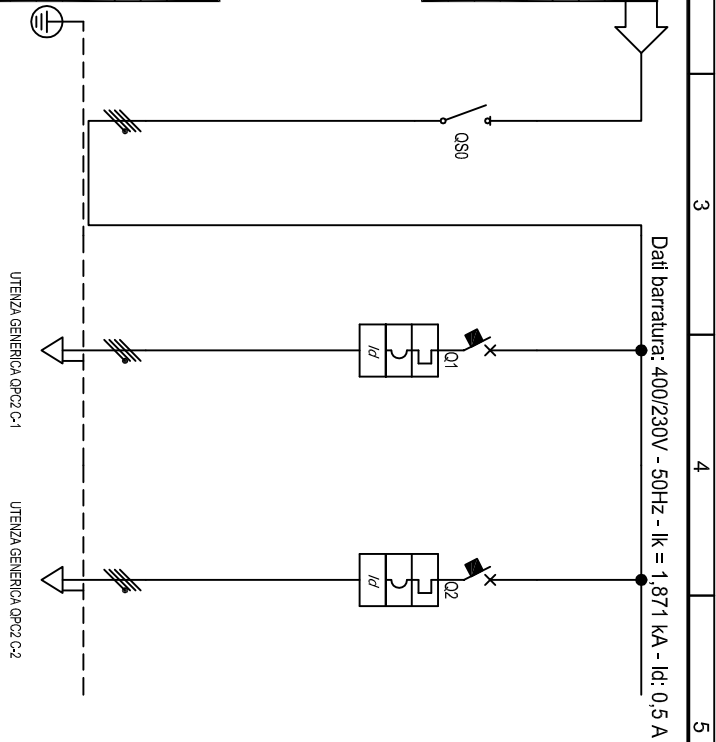 3
4
5
Dati barratura: 400/230V - 50Hz - Ik = 1,871 kA - Id: 0,5 A
QS0
Q1
Id
Q2
Id
UTENZA GENERICA QPC2 C-1
UTENZA GENERICA QPC2 C-2